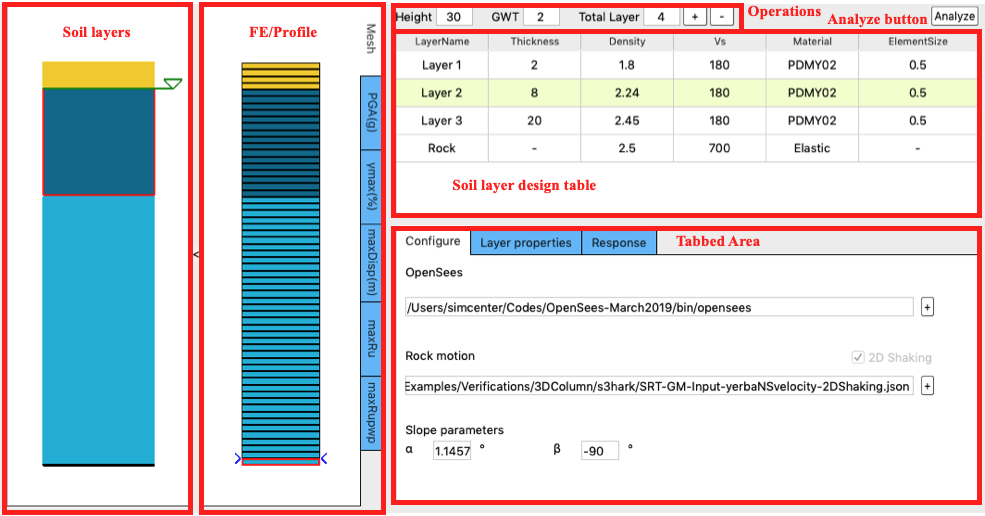 Soil layers
FE/Profile
Mesh
PGA(g)
γmax(%)
maxDisp(m)
maxRu
maxRupwp
<
Height 30 GWT 2 Total Layer 4 + -
Operations
Analyze button
Analyze
LayerName Thickness Density Vs Material ElementSize
Layer 1 2 1.8 180 PDMY02 0.5
Layer 2 8 2.24 180 PDMY02 0.5
Layer 3 20 2.45 180 PDMY02 0.5
Rock - 2.5 700 Elastic -
Soil layer design table
Configure Layer properties Response
Tabbed Area
OpenSees
/Users/simcenter/Codes/OpenSees-March2019/bin/opensees +
Rock motion
2D Shaking
Examples/Verifications/3DColumn/s3hark/SRT-GM-Input-yerbaNSvelocity-2DShaking.json +
Slope parameters
α 1.1457 ° β -90 °